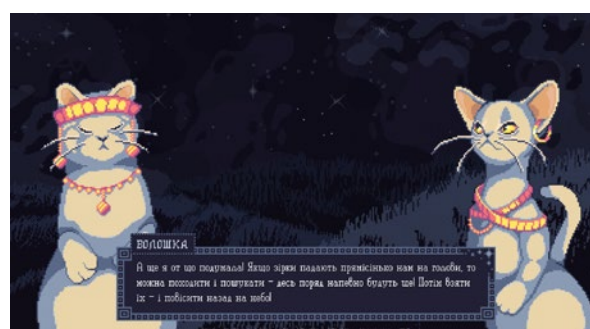 ВОЛОШКА
А ще я от що подумала! Якщо зірки падають прямісінько нам на голови, то
можна походити і пошукати - десь поряд напевно будуть ще! Потім взяти
їх - і повісити назад на небо!